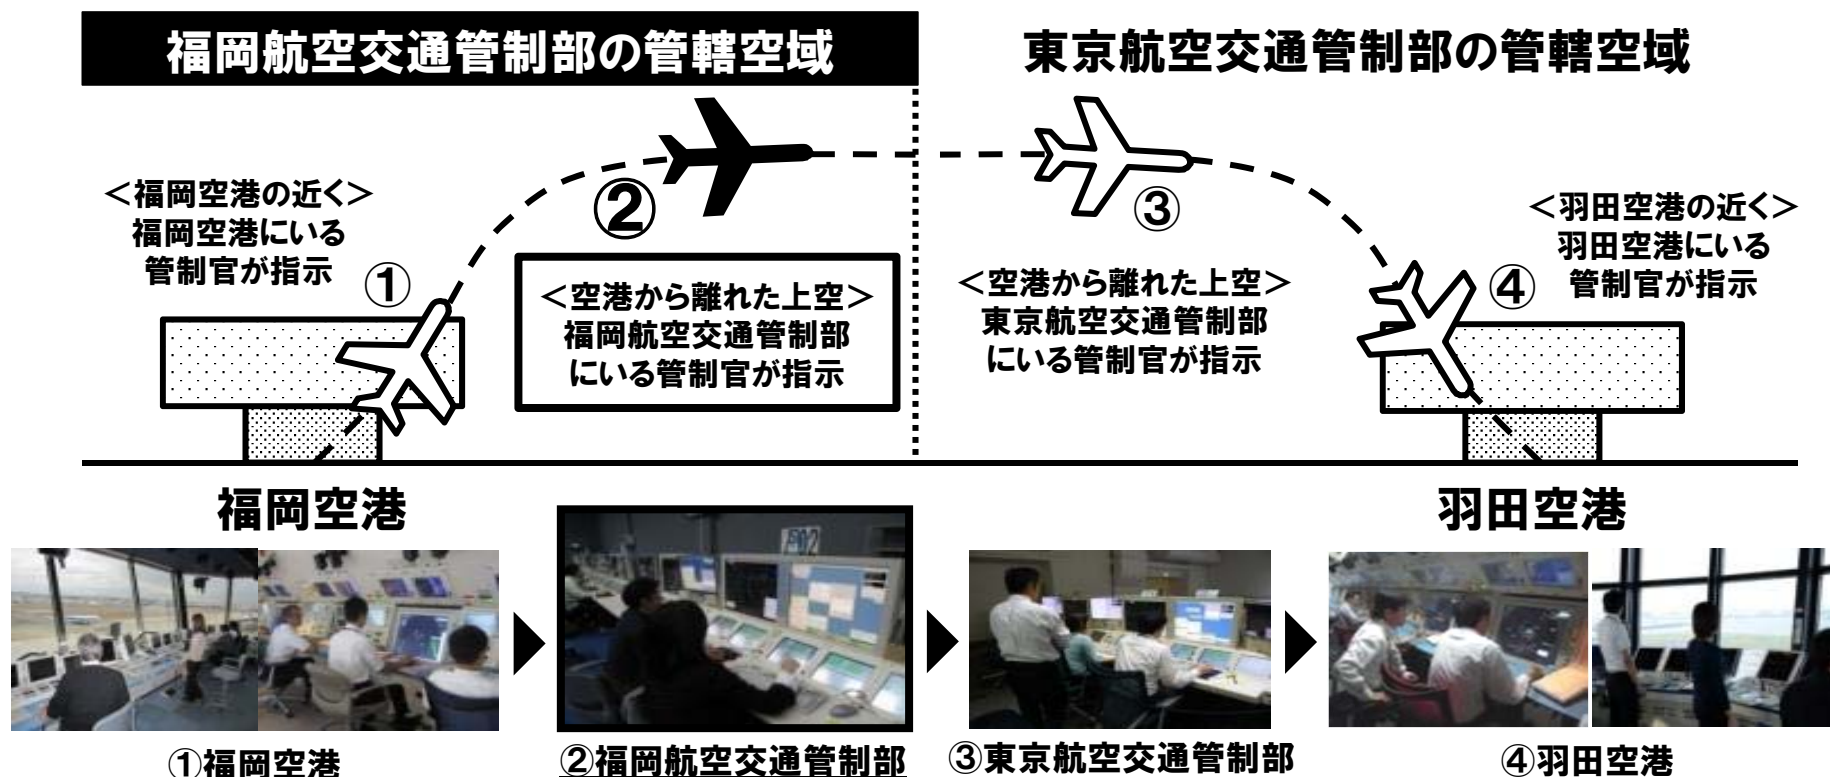 福岡航空交通管制部の管轄空域
東京航空交通管制部の管轄空域
＜福岡空港の近く＞
福岡空港にいる
管制官が指示
①
②
＜空港から離れた上空＞
福岡航空交通管制部
にいる管制官が指示
③
＜空港から離れた上空＞
東京航空交通管制部
にいる管制官が指示
④
＜羽田空港の近く＞
羽田空港にいる
管制官が指示
福岡空港
羽田空港
①福岡空港
②福岡航空交通管制部
③東京航空交通管制部
④羽田空港